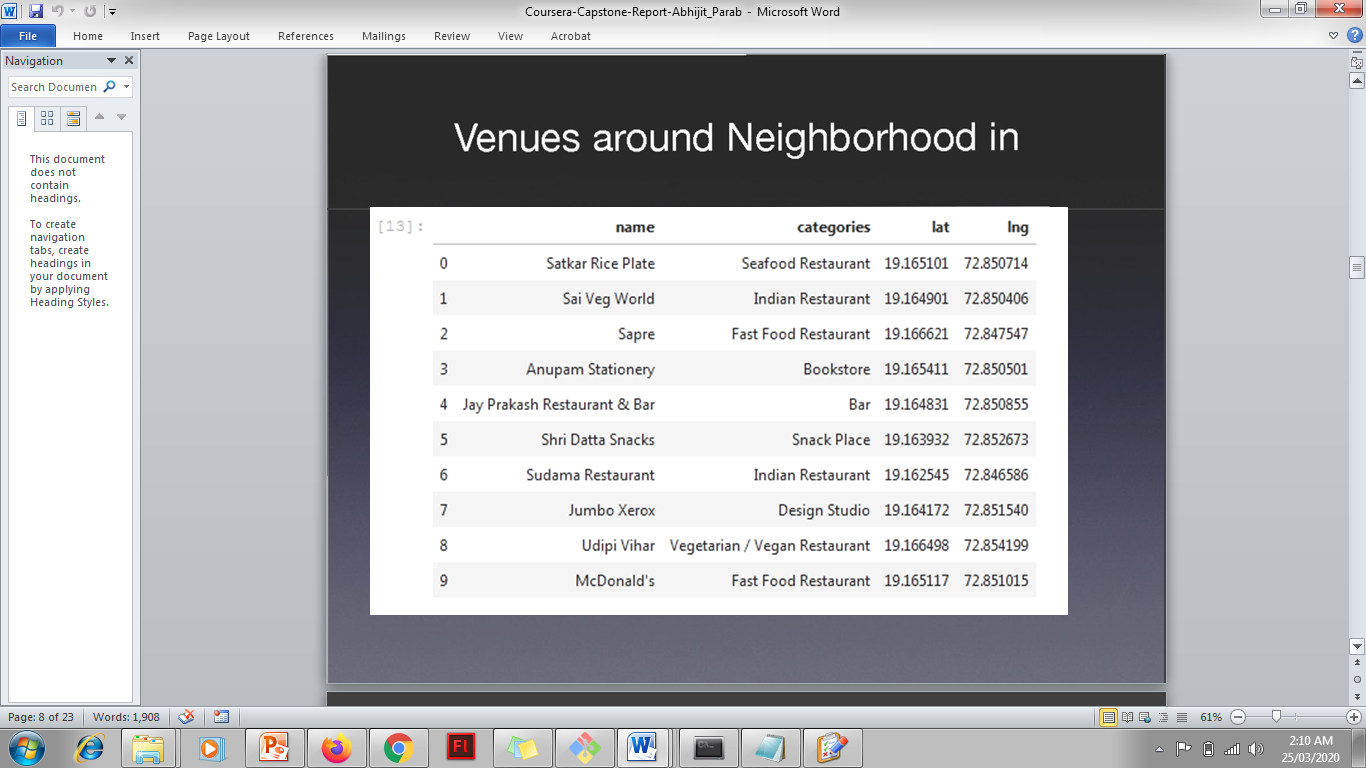 Coursera-Capstone-Report-Abhijit_Parab - Microsoft Word
File Home Insert Page Layout References Mailings Review View Acrobat
Navigation
Search Documen
This document
does not
contain
headings.
To create
navigation
tabs, create
headings in
your document
by applying
Heading Styles.
Venues around Neighborhood in
[13]:
name categories lat lng
0 Satkar Rice Plate Seafood Restaurant 19.165101 72.850714
1 Sai Veg World Indian Restaurant 19.164901 72.850406
2 Sapre Fast Food Restaurant 19.166621 72.847547
3 Anupam Stationery Bookstore 19.165411 72.850501
4 Jay Prakash Restaurant & Bar Bar 19.164831 72.850855
5 Shri Datta Snacks Snack Place 19.163932 72.852673
6 Sudama Restaurant Indian Restaurant 19.162545 72.846586
7 Jumbo Xerox Design Studio 19.164172 72.851540
8 Udipi Vihar Vegetarian / Vegan Restaurant 19.166498 72.854199
9 McDonald's Fast Food Restaurant 19.165117 72.851015
Page: 8 of 23 Words: 1,908 61%
2:10 AM
25/03/2020